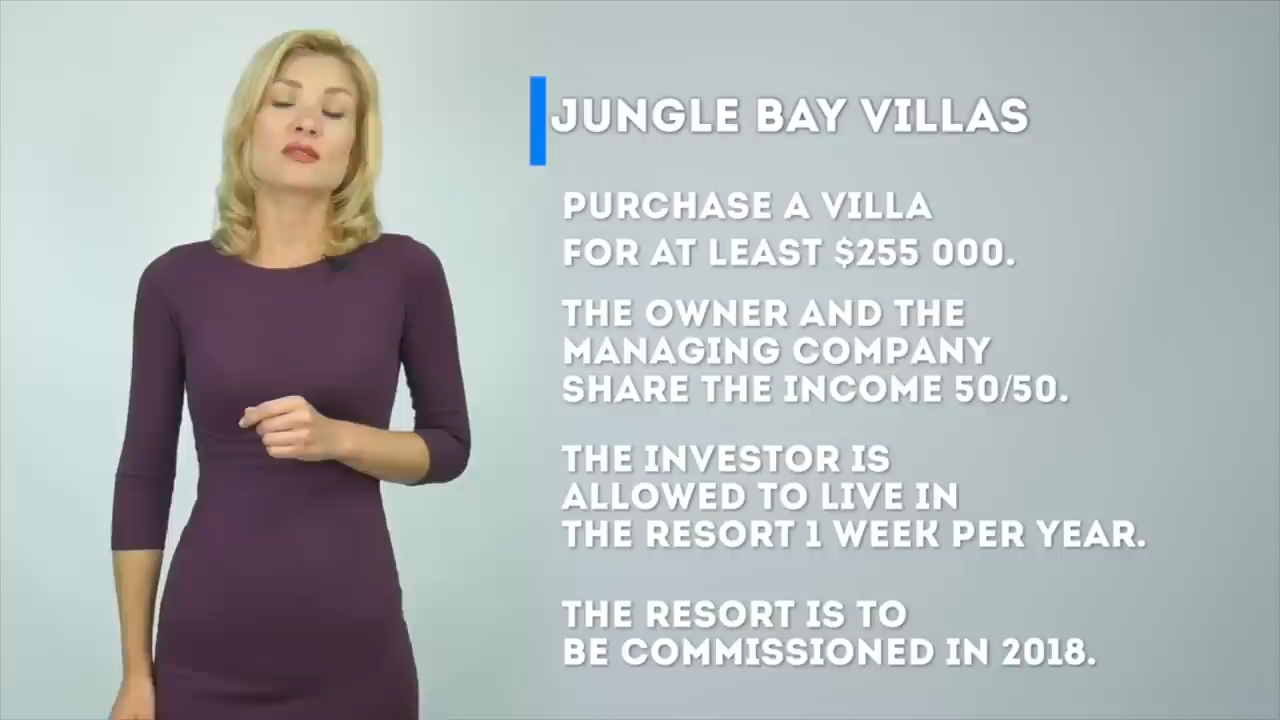 JUNGLE BAY VILLAS
PURCHASE A VILLA
FOR AT LEAST $255 000.
THE OWNER AND THE
MANAGING COMPANY
SHARE THE INCOME 50/50.
THE INVESTOR IS
ALLOWED TO LIVE IN
THE RESORT 1 WEEK PER YEAR.
THE RESORT IS TO
BE COMMISSIONED IN 2018.